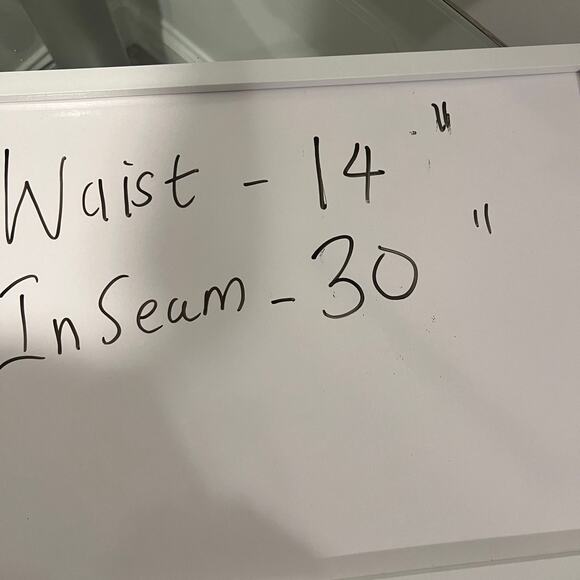 Waist - 14"
InSeam - 30"